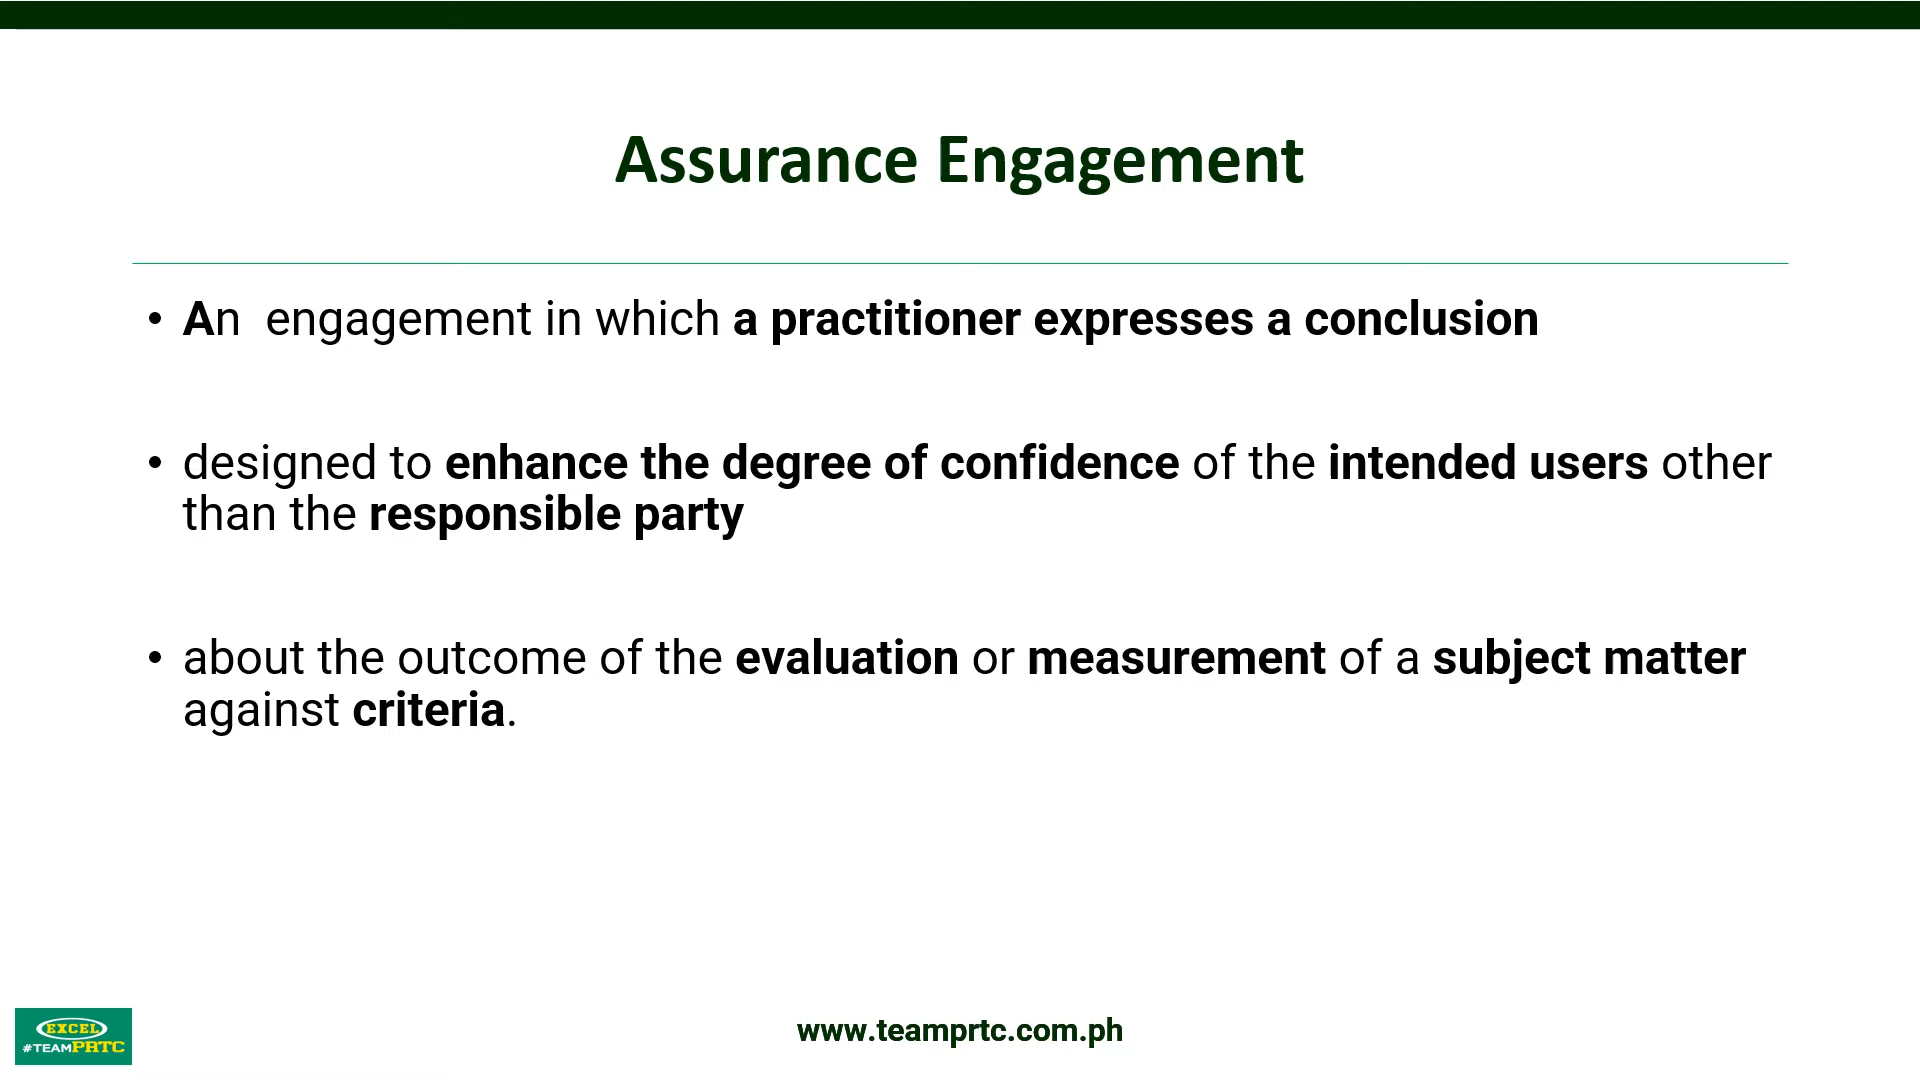 Assurance Engagement
• An  engagement in which a practitioner expresses a conclusion
• designed to enhance the degree of confidence of the intended users other
than the responsible party
• about the outcome of the evaluation or measurement of a subject matter
against criteria.
EXCEL
#TEAMPRTC
www.teamprtc.com.ph